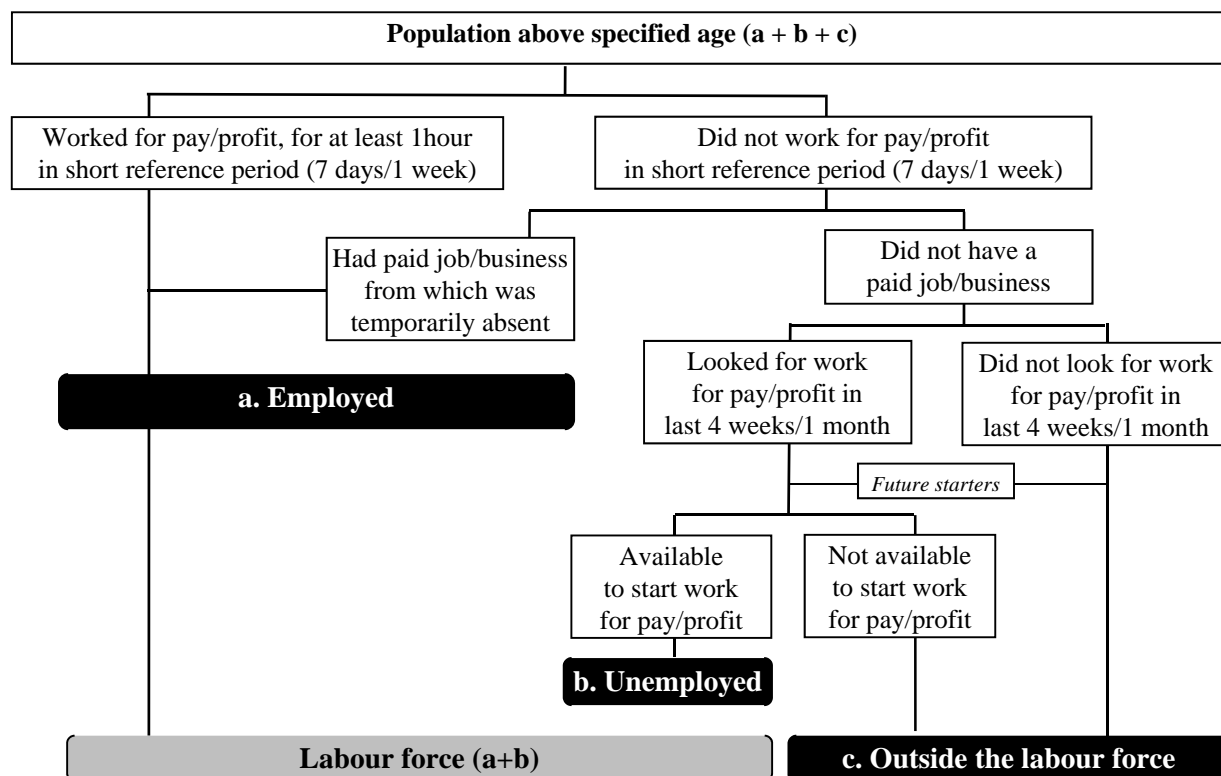 Population above specified age (a + b + c)
Worked for pay/profit, for at least 1hour
in short reference period (7 days/1 week)
Did not work for pay/profit
in short reference period (7 days/1 week)
Had paid job/business
from which was
temporarily absent
Did not have a
paid job/business
a. Employed
Looked for work
for pay/profit in
last 4 weeks/1 month
Did not look for work
for pay/profit in
last 4 weeks/1 month
Future starters
Available
to start work
for pay/profit
Not available
to start work
for pay/profit
b. Unemployed
Labour force (a+b)
c. Outside the labour force